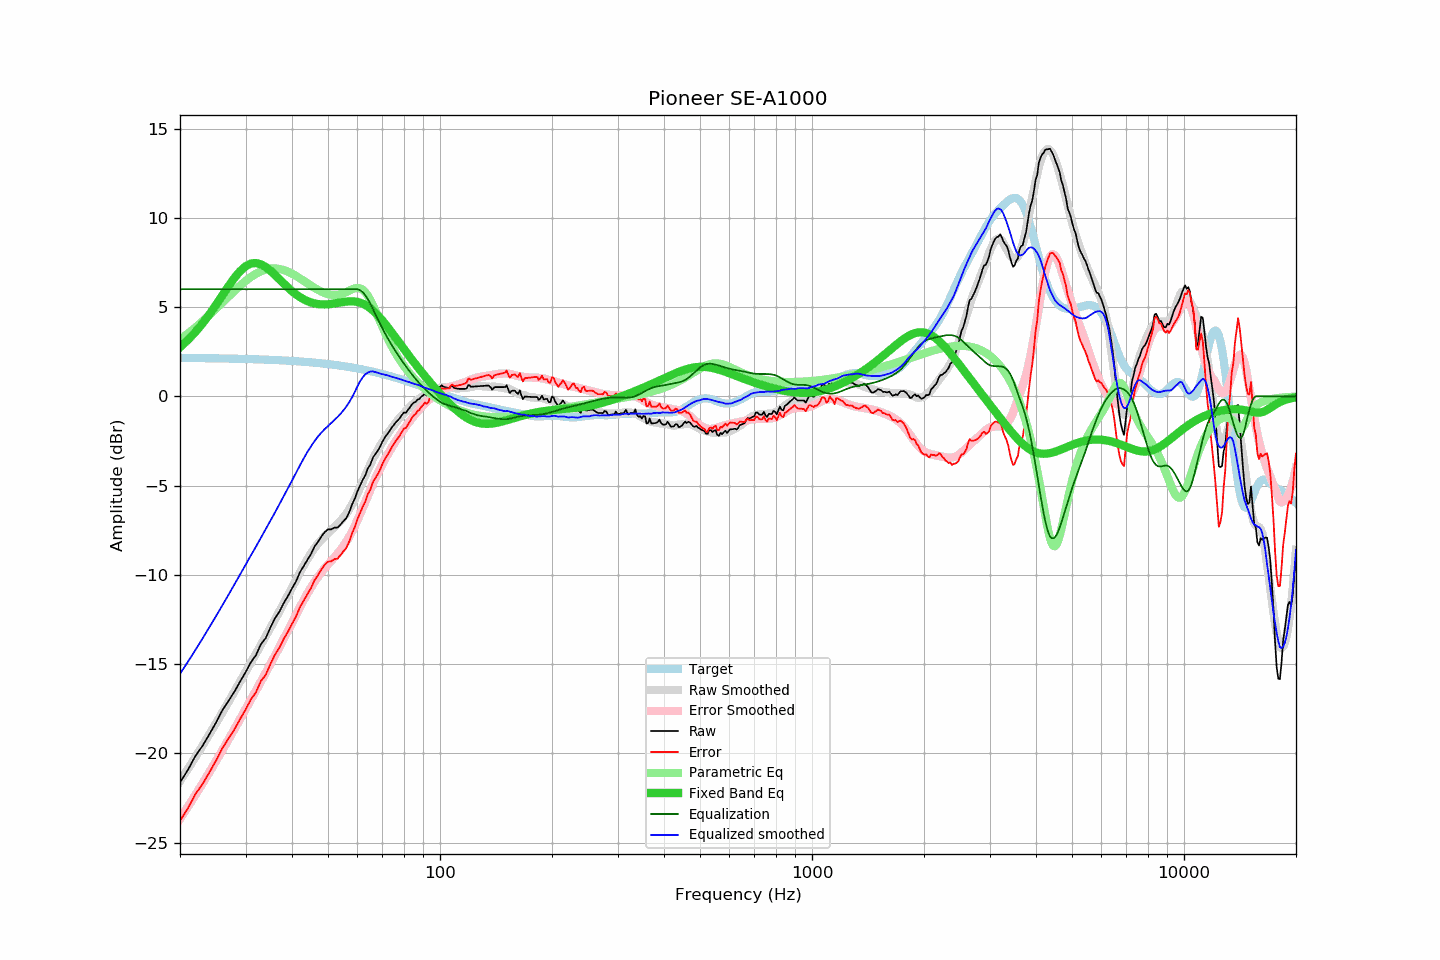 Pioneer SE-A1000
15
10
5
0
−5
−10
−15
−20
−25
Amplitude (dBr)
Target
Raw Smoothed
Error Smoothed
Raw
Error
Parametric Eq
Fixed Band Eq
Equalization
Equalized smoothed
100
1000
10000
Frequency (Hz)